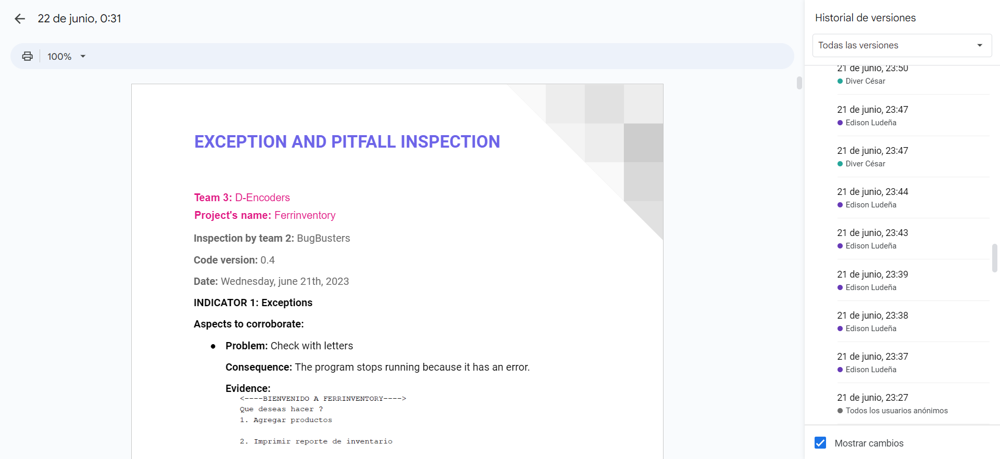 22 de junio, 0:31
100%
EXCEPTION AND PITFALL INSPECTION
Team 3: D-Encoders
Project's name: Ferrinventory
Inspection by team 2: BugBusters
Code version: 0.4
Date: Wednesday, june 21th, 2023
INDICATOR 1: Exceptions
Aspects to corroborate:
● Problem: Check with letters
Consequence: The program stops running because it has an error.
Evidence:
<----BIENVENIDO A FERRINVENTORY---->
Que deseas hacer ?
1. Agregar productos
2. Imprimir reporte de inventario
Historial de versiones
Todas las versiones
21 de junio, 23:50
Diver César
21 de junio, 23:47
Edison Ludeña
21 de junio, 23:47
Diver César
21 de junio, 23:44
Edison Ludeña
21 de junio, 23:43
Edison Ludeña
21 de junio, 23:39
Edison Ludeña
21 de junio, 23:38
Edison Ludeña
21 de junio, 23:37
Edison Ludeña
21 de junio, 23:27
Todos los usuarios anónimos
Mostrar cambios